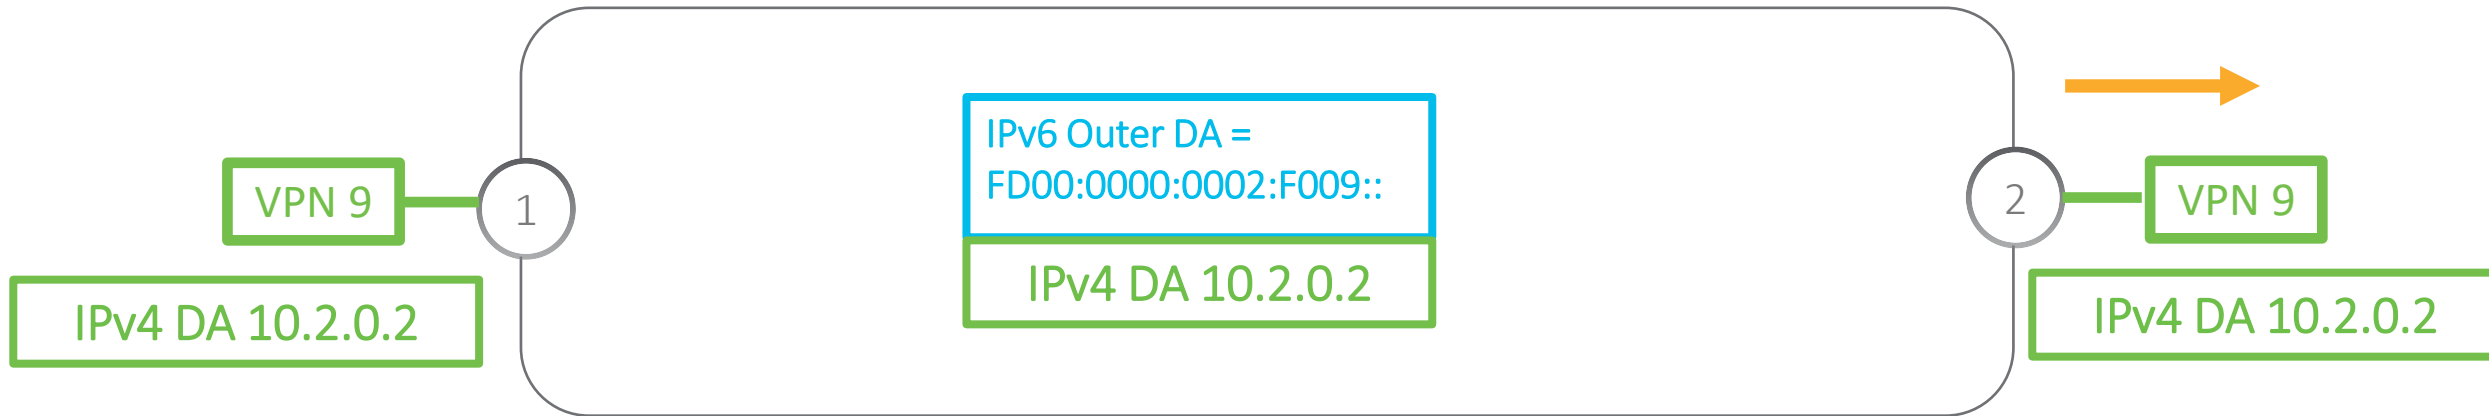 VPN 9
1
IPv4 DA 10.2.0.2
IPv6 Outer DA =
FD00:0000:0002:F009::
IPv4 DA 10.2.0.2
2
VPN 9
IPv4 DA 10.2.0.2